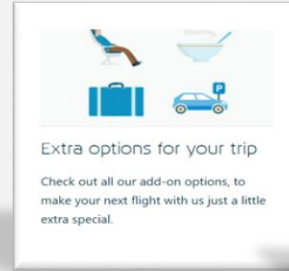 P
Extra options for your trip
Check out all our add-on options, to
make your next flight with us just a little
extra special.